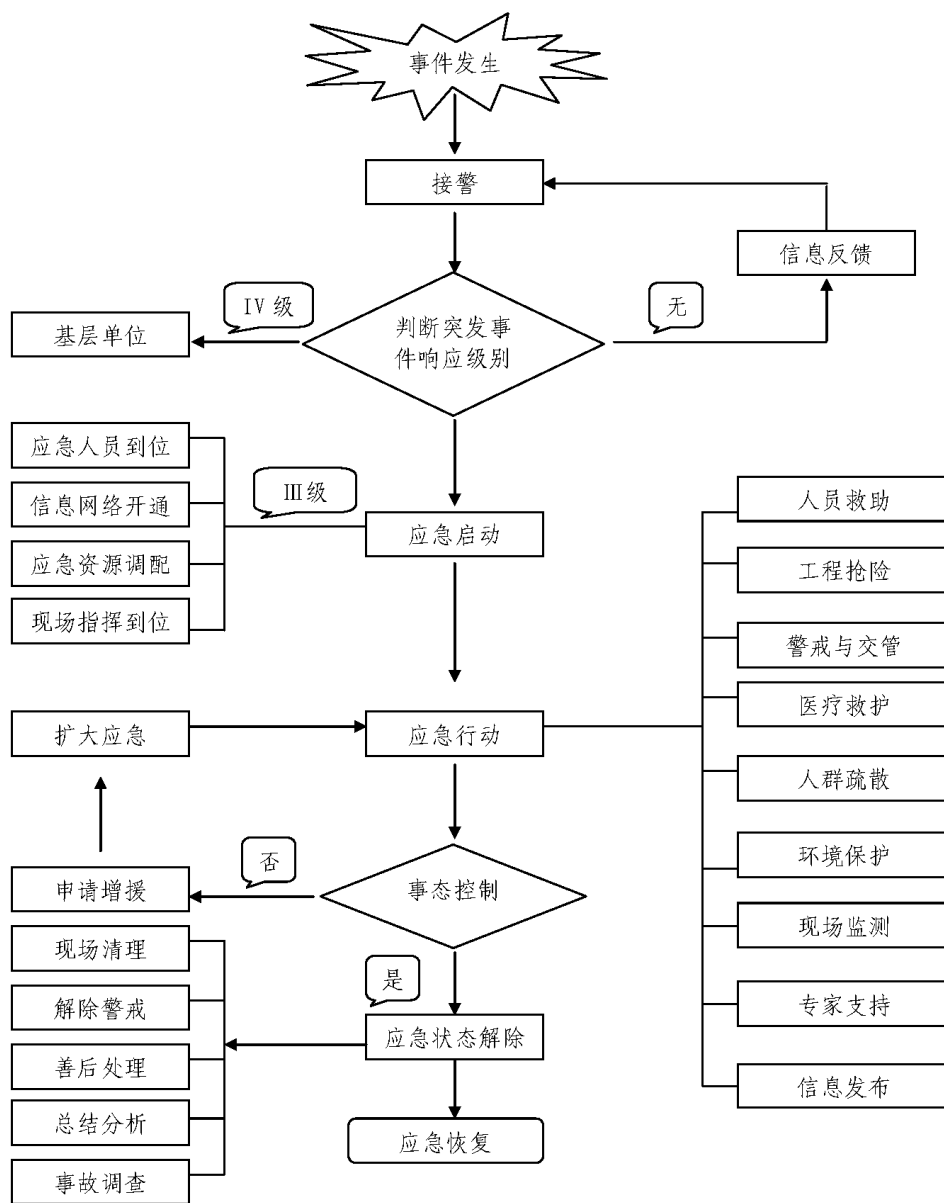 事件发生
接警
信息反馈
IV级
无
基层单位
判断突发事
件响应级别
应急人员到位
信息网络开通
应急资源调配
现场指挥到位
III级
应急启动
人员救助
工程抢险
警戒与交管
医疗救护
人群疏散
环境保护
现场监测
专家支持
信息发布
扩大应急
应急行动
否
申请增援
事态控制
现场清理
解除警戒
善后处理
总结分析
事故调查
是
应急状态解除
应急恢复